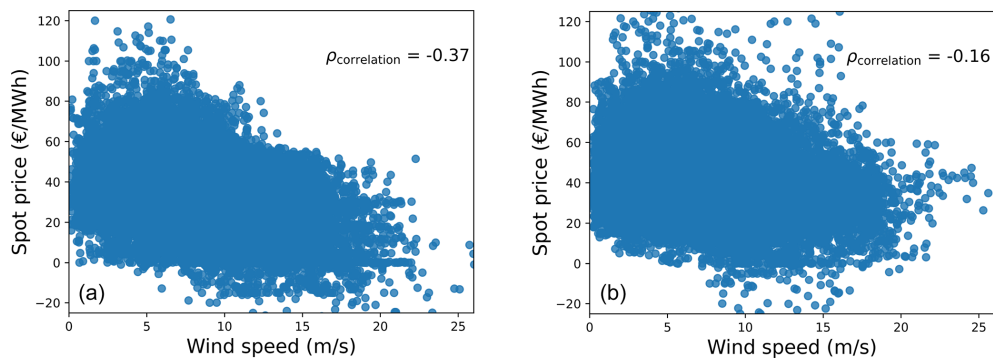 120
100
80
60
40
20
0
−20
Spot price (€/MWh)
ρcorrelation = -0.37
(a)
0 5 10 15 20 25
Wind speed (m/s)
120
100
80
60
40
20
0
−20
Spot price (€/MWh)
ρcorrelation = -0.16
(b)
0 5 10 15 20 25
Wind speed (m/s)